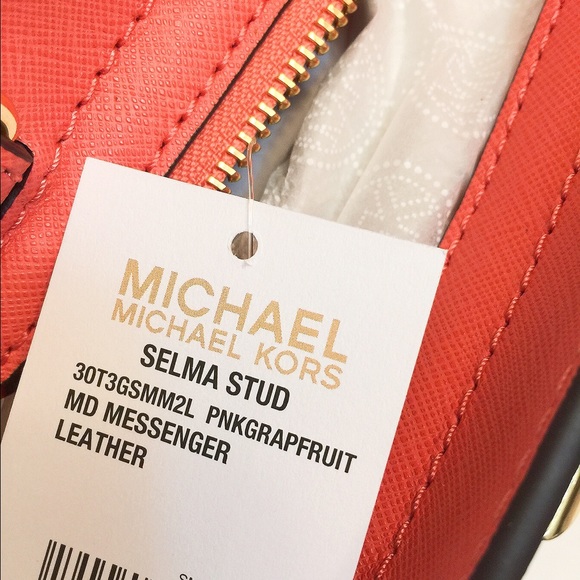 MICHAEL
MICHAEL KORS
SELMA STUD
30T3GSMM2L PNKGRAPFRUIT
MD MESSENGER
LEATHER